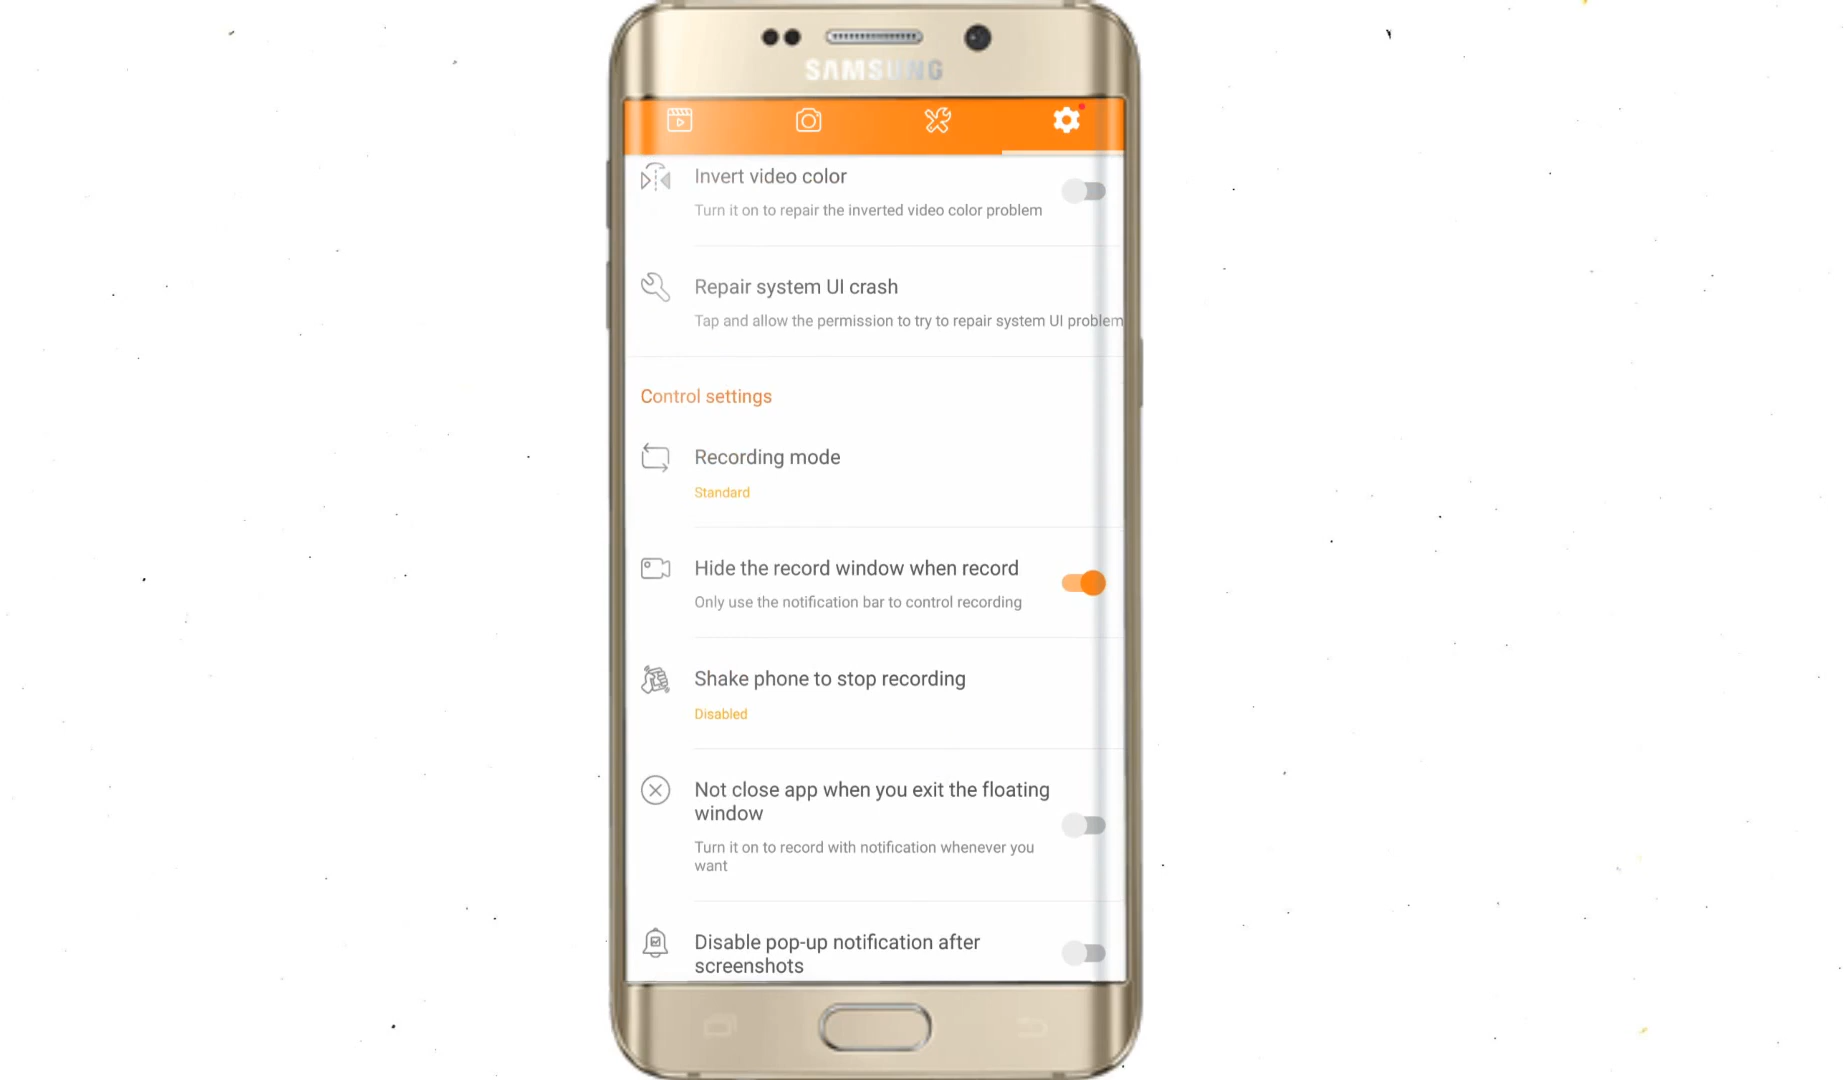 SAMSUNG
Invert video color
Turn it on to repair the inverted video color problem
Repair system UI crash
Tap and allow the permission to try to repair system UI problem
Control settings
Recording mode
Standard
Hide the record window when record
Only use the notification bar to control recording
Shake phone to stop recording
Disabled
Not close app when you exit the floating
window
Turn it on to record with notification whenever you
want
Disable pop-up notification after
screenshots